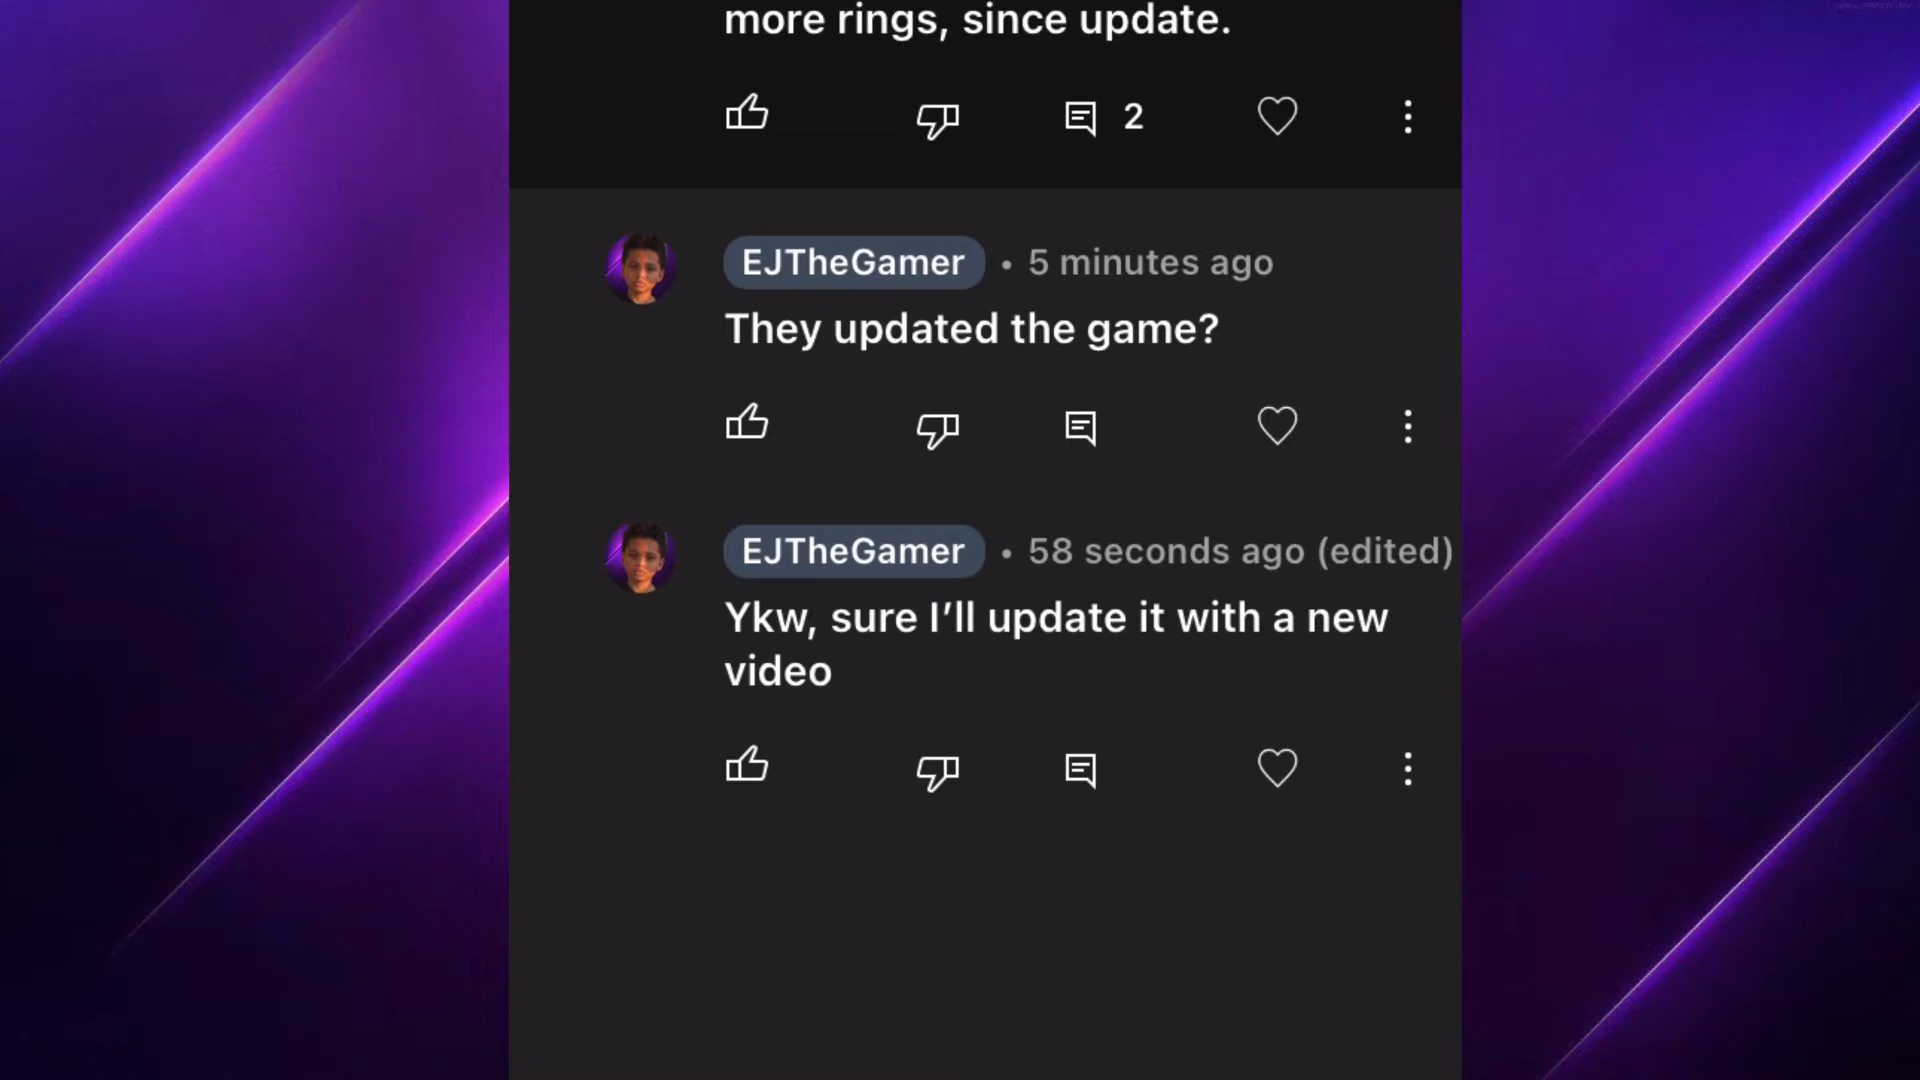 more rings, since update.
2
EJTheGamer • 5 minutes ago
They updated the game?
EJTheGamer • 58 seconds ago (edited)
Ykw, sure I’ll update it with a new
video